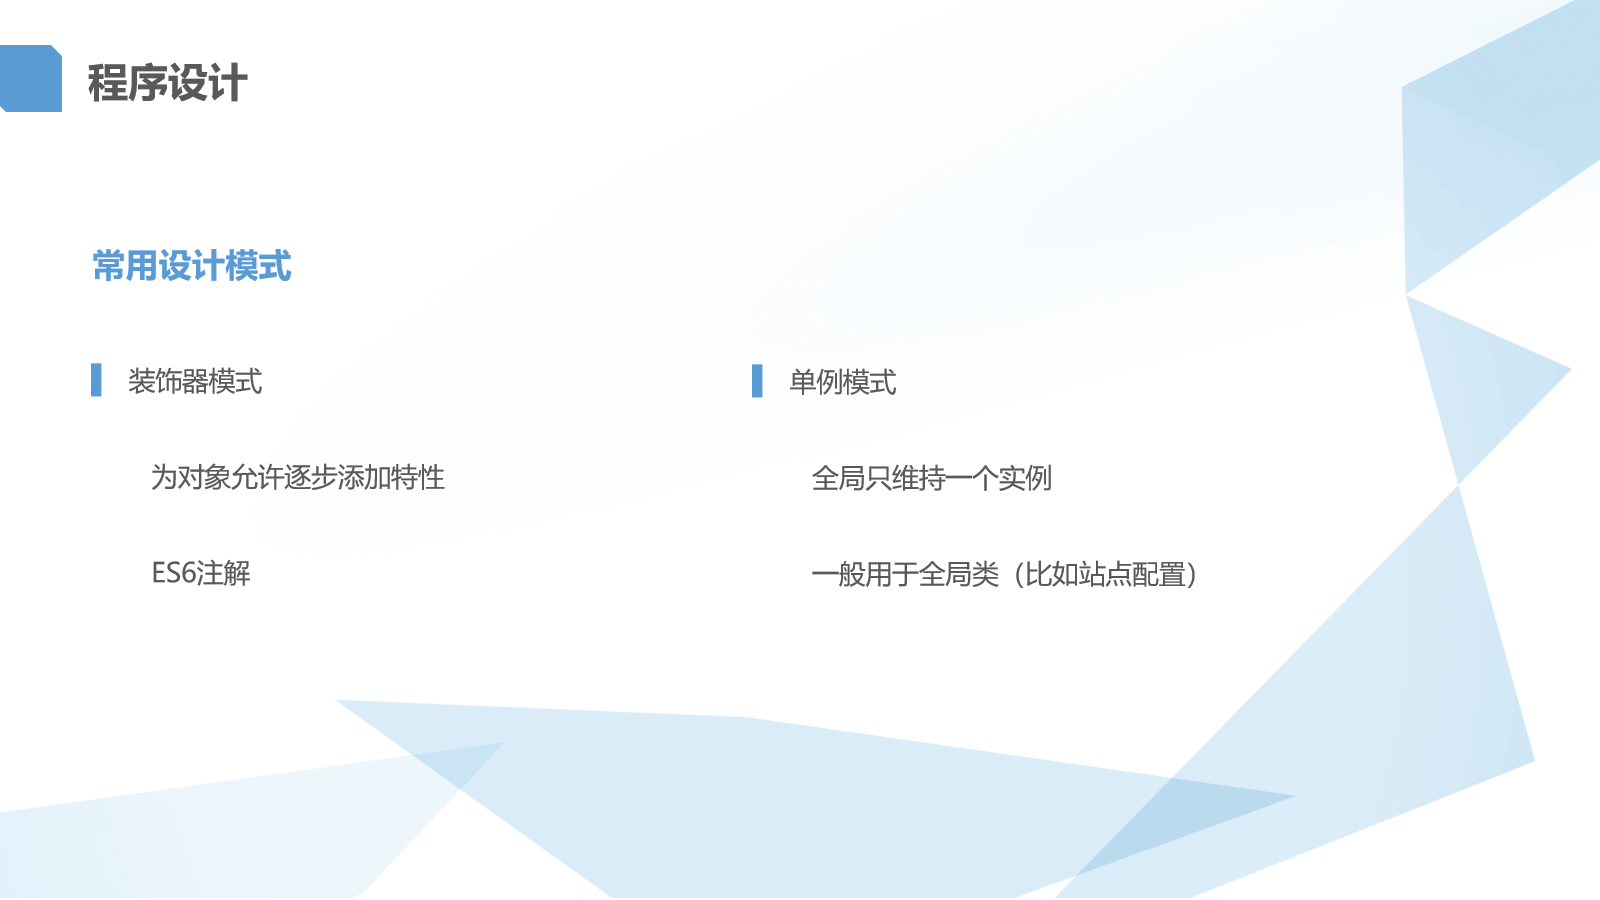 程序设计
常用设计模式
装饰器模式
为对象允许逐步添加特性
ES6注解
单例模式
全局只维持一个实例
一般用于全局类（比如站点配置）